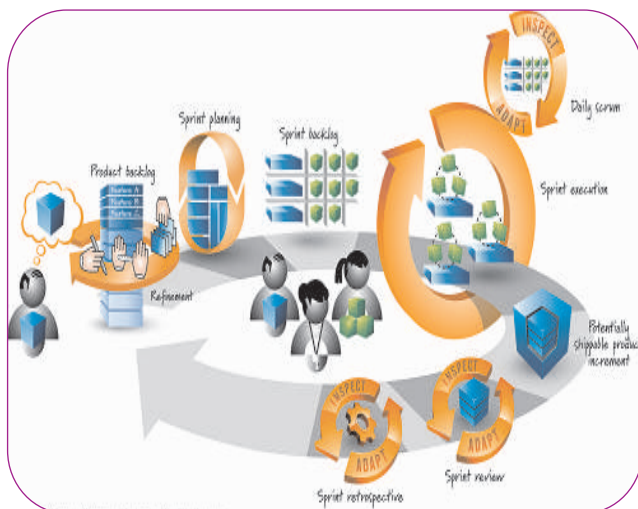 INSPECT
ADAPT
Daily scrum
Sprint planning
Sprint backlog
Product backlog
Feature A
Feature B
Feature C
Sprint execution
Refinement
Potentially
shippable product
increment
INSPECT
ADAPT
Sprint review
INSPECT
ADAPT
Sprint retrospective